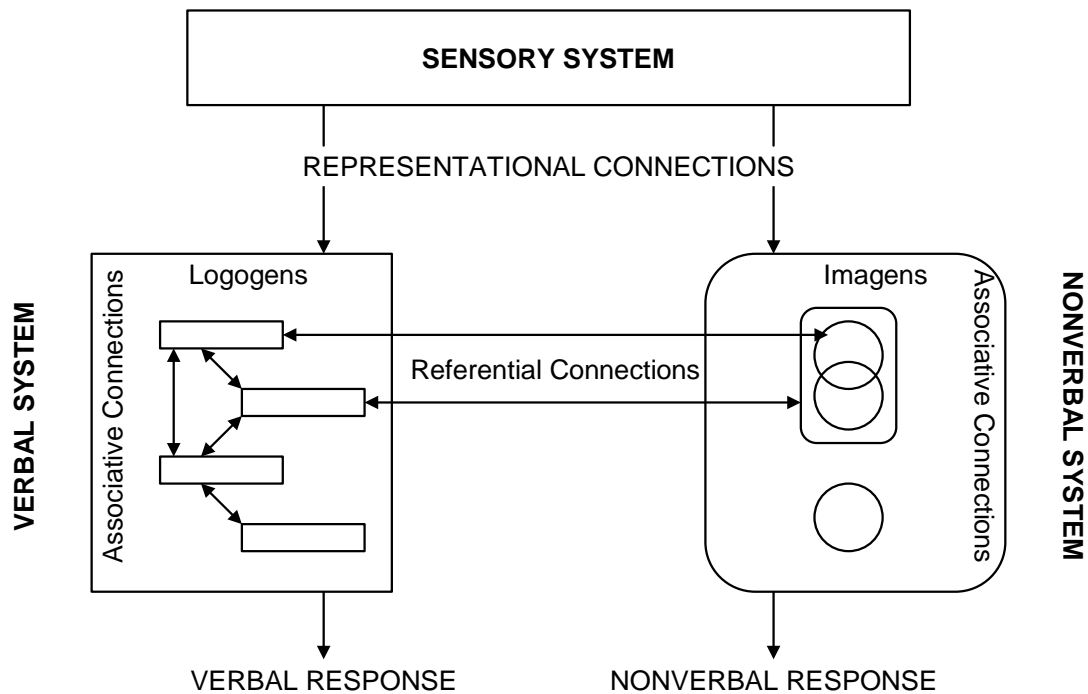 SENSORY SYSTEM
REPRESENTATIONAL CONNECTIONS
VERBAL SYSTEM
Associative Connections
Logogens
Referential Connections
Imagens
Associative Connections
NONVERBAL SYSTEM
VERBAL RESPONSE
NONVERBAL RESPONSE